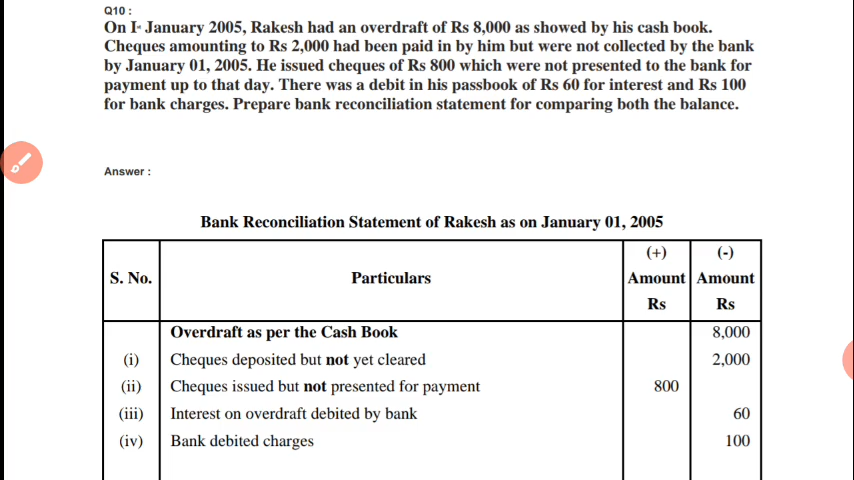 Q10 :
On Ist January 2005, Rakesh had an overdraft of Rs 8,000 as showed by his cash book.
Cheques amounting to Rs 2,000 had been paid in by him but were not collected by the bank
by January 01, 2005. He issued cheques of Rs 800 which were not presented to the bank for
payment up to that day. There was a debit in his passbook of Rs 60 for interest and Rs 100
for bank charges. Prepare bank reconciliation statement for comparing both the balance.
Answer :
Bank Reconciliation Statement of Rakesh as on January 01, 2005
S. No. Particulars (+) Amount Rs (-) Amount Rs
Overdraft as per the Cash Book 8,000
(i) Cheques deposited but not yet cleared 2,000
(ii) Cheques issued but not presented for payment 800
(iii) Interest on overdraft debited by bank 60
(iv) Bank debited charges 100